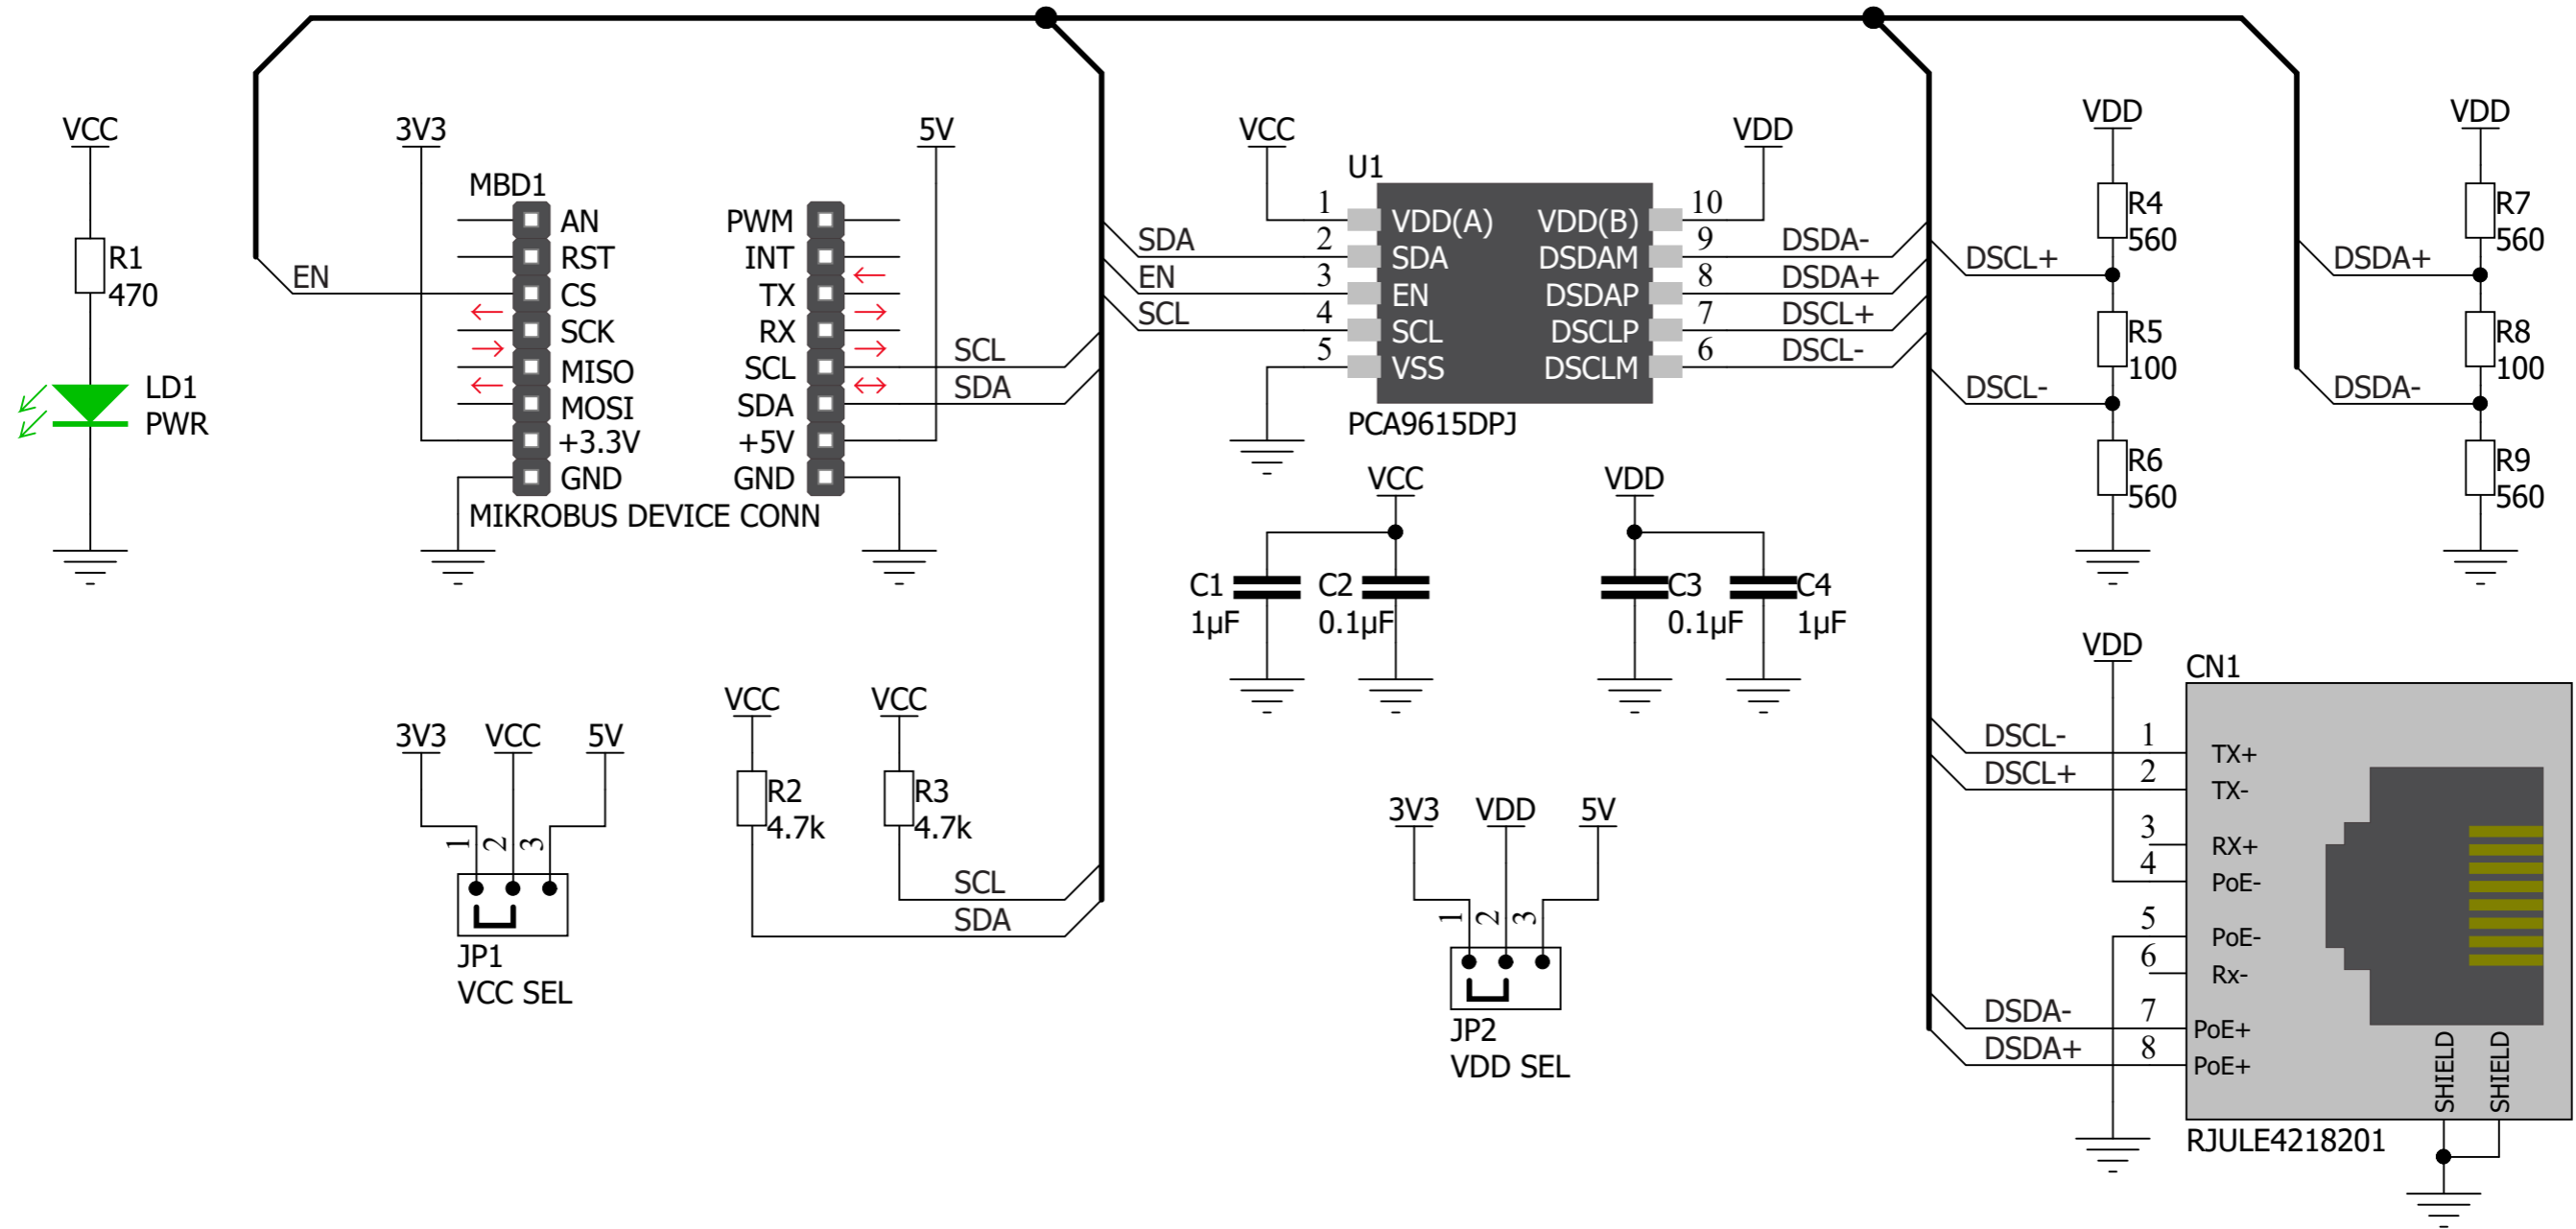 VCC
R1
470
LD1
PWR
EN
3V3
5V
MBD1
AN
RST
CS
SCK
MISO
MOSI
+3.3V
GND
PWM
INT
TX
RX
SCL
SDA
+5V
GND
MIKROBUS DEVICE CONN
SCL
SDA
3V3
VCC
5V
1
2
3
JP1
VCC SEL
VCC
R2
4.7k
VCC
R3
4.7k
SCL
SDA
VCC
VDD
U1
SDA
EN
SCL
1
2
3
4
5
VDD(A)
SDA
EN
SCL
VSS
VDD(B)
DSDAM
DSDAP
DSCLP
DSCLM
10
9
8
7
6
DSDA-
DSDA+
DSCL+
DSCL-
PCA9615DPJ
VCC
C1
1µF
C2
0.1µF
VDD
C3
0.1µF
C4
1µF
3V3
VDD
5V
1
2
3
JP2
VDD SEL
VDD
R4
560
DSCL+
R5
100
DSCL-
R6
560
VDD
R7
560
DSDA+
R8
100
DSDA-
R9
560
VDD
CN1
DSCL-
1
TX+
DSCL+
2
TX-
3
RX+
4
PoE-
5
PoE-
6
Rx-
DSDA-
7
PoE+
DSDA+
8
PoE+
SHIELD
SHIELD
RJULE4218201